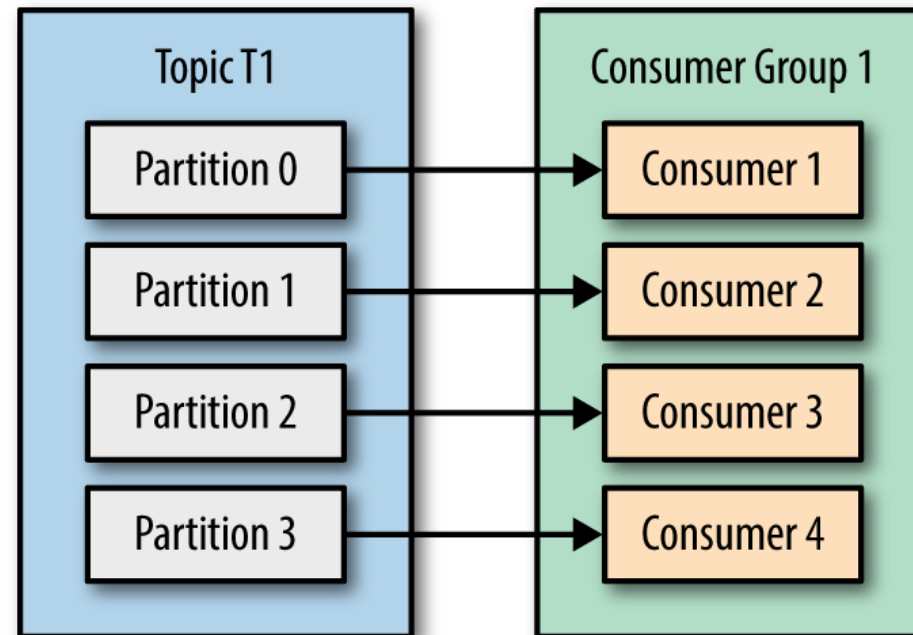 Topic T1
Partition 0
Partition 1
Partition 2
Partition 3
Consumer Group 1
Consumer 1
Consumer 2
Consumer 3
Consumer 4